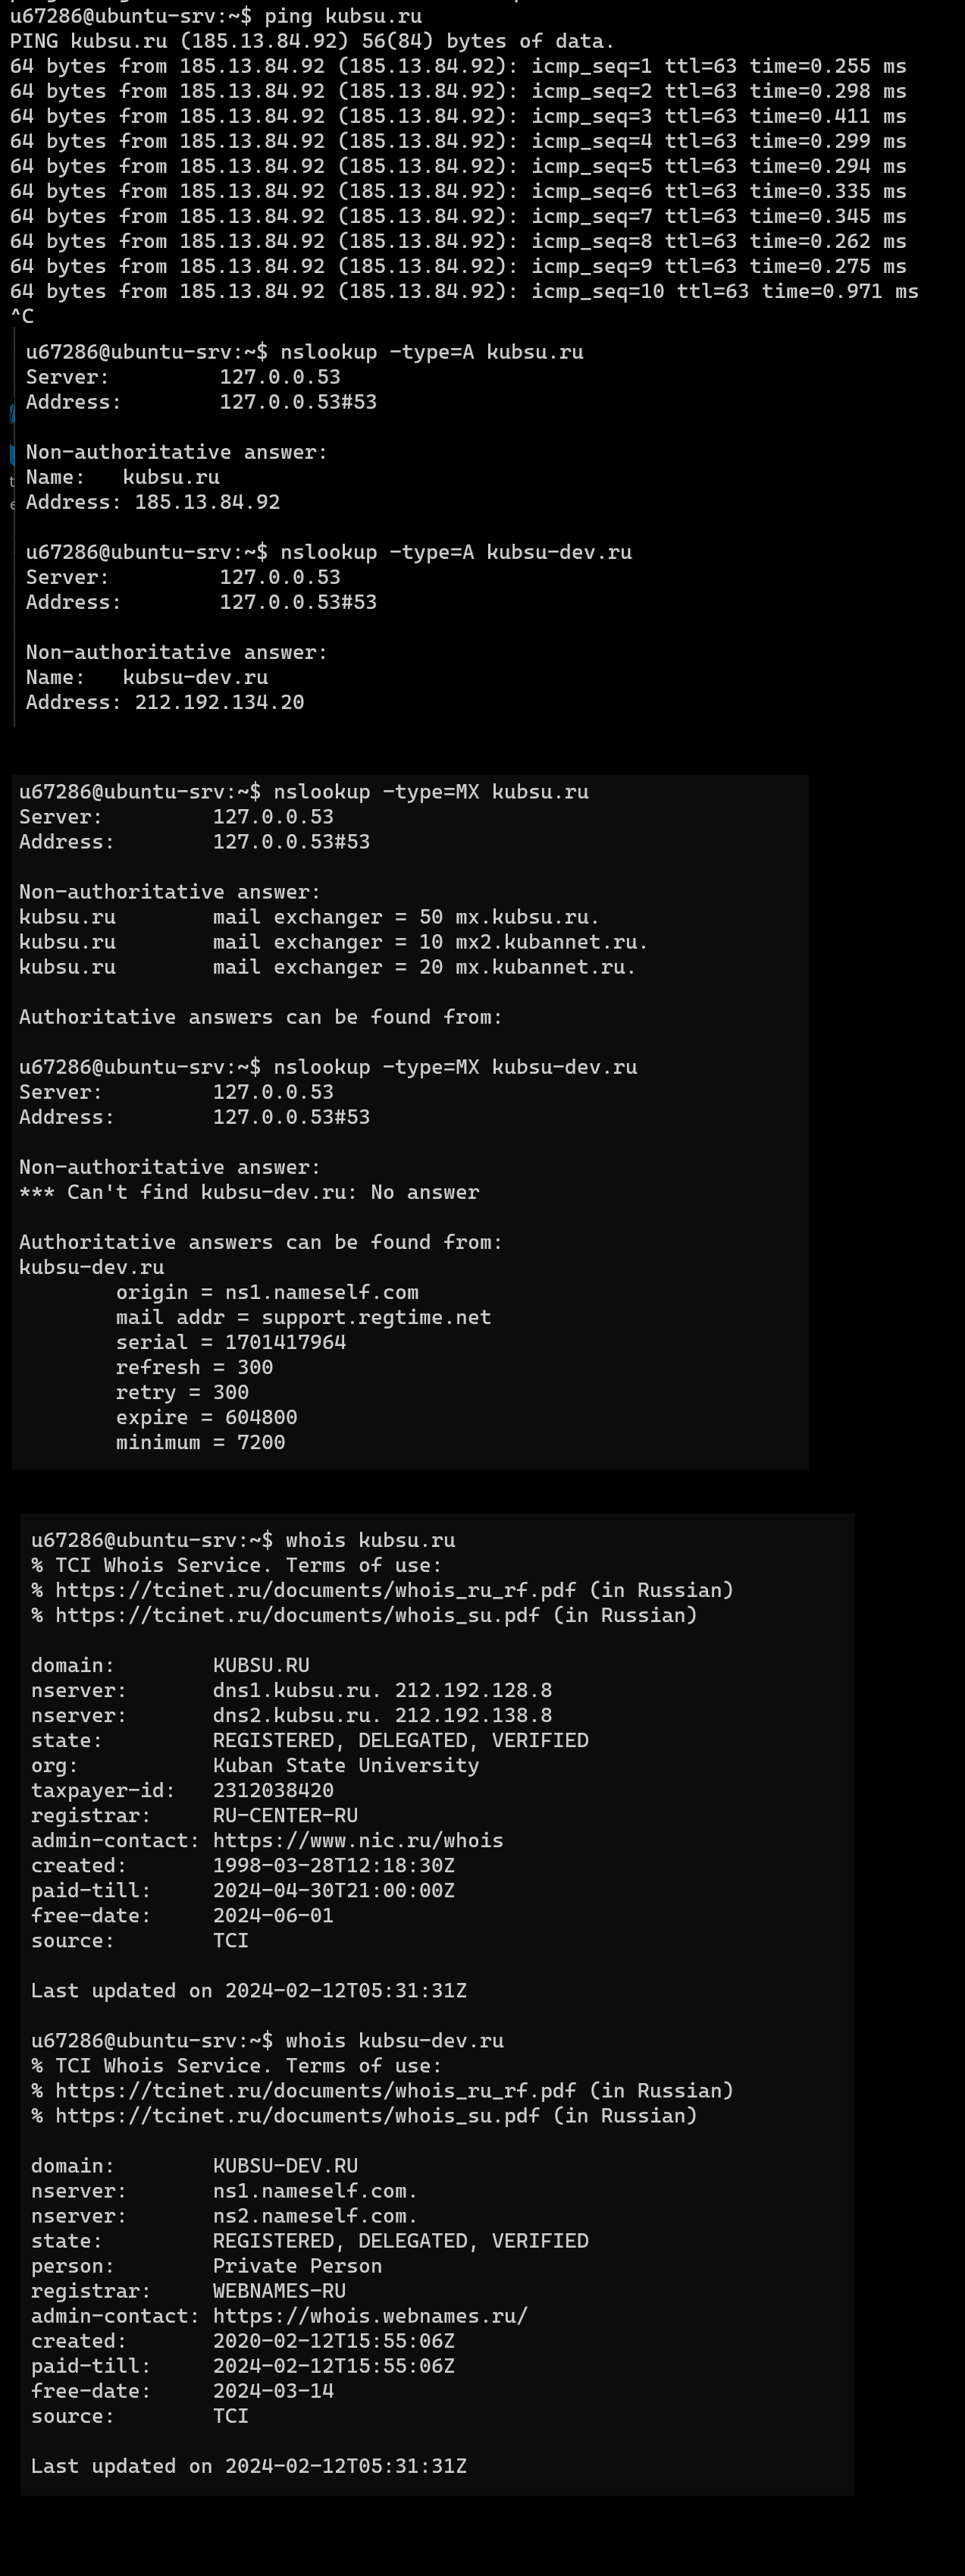 u67286@ubuntu-srv:~$ ping kubsu.ru
PING kubsu.ru (185.13.84.92) 56(84) bytes of data.
64 bytes from 185.13.84.92 (185.13.84.92): icmp_seq=1 ttl=63 time=0.255 ms
64 bytes from 185.13.84.92 (185.13.84.92): icmp_seq=2 ttl=63 time=0.298 ms
64 bytes from 185.13.84.92 (185.13.84.92): icmp_seq=3 ttl=63 time=0.411 ms
64 bytes from 185.13.84.92 (185.13.84.92): icmp_seq=4 ttl=63 time=0.299 ms
64 bytes from 185.13.84.92 (185.13.84.92): icmp_seq=5 ttl=63 time=0.294 ms
64 bytes from 185.13.84.92 (185.13.84.92): icmp_seq=6 ttl=63 time=0.335 ms
64 bytes from 185.13.84.92 (185.13.84.92): icmp_seq=7 ttl=63 time=0.345 ms
64 bytes from 185.13.84.92 (185.13.84.92): icmp_seq=8 ttl=63 time=0.262 ms
64 bytes from 185.13.84.92 (185.13.84.92): icmp_seq=9 ttl=63 time=0.275 ms
64 bytes from 185.13.84.92 (185.13.84.92): icmp_seq=10 ttl=63 time=0.971 ms
^C
u67286@ubuntu-srv:~$ nslookup -type=A kubsu.ru
Server:         127.0.0.53
Address:        127.0.0.53#53

Non-authoritative answer:
Name:   kubsu.ru
Address: 185.13.84.92

u67286@ubuntu-srv:~$ nslookup -type=A kubsu-dev.ru
Server:         127.0.0.53
Address:        127.0.0.53#53

Non-authoritative answer:
Name:   kubsu-dev.ru
Address: 212.192.134.20

u67286@ubuntu-srv:~$ nslookup -type=MX kubsu.ru
Server:         127.0.0.53
Address:        127.0.0.53#53

Non-authoritative answer:
kubsu.ru        mail exchanger = 50 mx.kubsu.ru.
kubsu.ru        mail exchanger = 10 mx2.kubannet.ru.
kubsu.ru        mail exchanger = 20 mx.kubannet.ru.

Authoritative answers can be found from:

u67286@ubuntu-srv:~$ nslookup -type=MX kubsu-dev.ru
Server:         127.0.0.53
Address:        127.0.0.53#53

Non-authoritative answer:
*** Can't find kubsu-dev.ru: No answer

Authoritative answers can be found from:
kubsu-dev.ru
        origin = ns1.nameself.com
        mail addr = support.regtime.net
        serial = 1701417964
        refresh = 300
        retry = 300
        expire = 604800
        minimum = 7200

u67286@ubuntu-srv:~$ whois kubsu.ru
% TCI Whois Service. Terms of use:
% https://tcinet.ru/documents/whois_ru_rf.pdf (in Russian)
% https://tcinet.ru/documents/whois_su.pdf (in Russian)

domain:        KUBSU.RU
nserver:       dns1.kubsu.ru. 212.192.128.8
nserver:       dns2.kubsu.ru. 212.192.138.8
state:         REGISTERED, DELEGATED, VERIFIED
org:           Kuban State University
taxpayer-id:   2312038420
registrar:     RU-CENTER-RU
admin-contact: https://www.nic.ru/whois
created:       1998-03-28T12:18:30Z
paid-till:     2024-04-30T21:00:00Z
free-date:     2024-06-01
source:        TCI

Last updated on 2024-02-12T05:31:31Z

u67286@ubuntu-srv:~$ whois kubsu-dev.ru
% TCI Whois Service. Terms of use:
% https://tcinet.ru/documents/whois_ru_rf.pdf (in Russian)
% https://tcinet.ru/documents/whois_su.pdf (in Russian)

domain:        KUBSU-DEV.RU
nserver:       ns1.nameself.com.
nserver:       ns2.nameself.com.
state:         REGISTERED, DELEGATED, VERIFIED
person:        Private Person
registrar:     WEBNAMES-RU
admin-contact: https://whois.webnames.ru/
created:       2020-02-12T15:55:06Z
paid-till:     2024-02-12T15:55:06Z
free-date:     2024-03-14
source:        TCI

Last updated on 2024-02-12T05:31:31Z